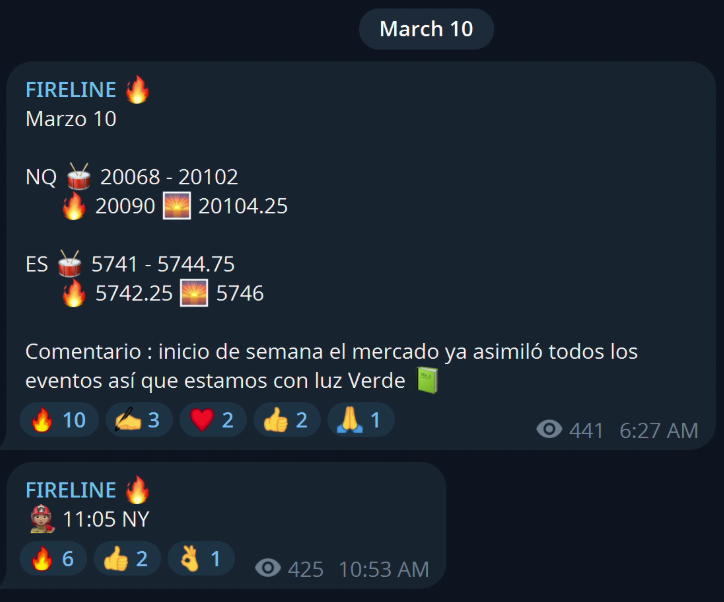 March 10
FIRELINE 🔥
Marzo 10
NQ 🥁 20068 - 20102
🔥 20090 🌅 20104.25
ES 🥁 5741 - 5744.75
🔥 5742.25 🌅 5746
Comentario : inicio de semana el mercado ya asimiló todos los
eventos así que estamos con luz Verde 📗
🔥 10 ✍️ 3 ❤️ 2 👍 2 🙏 1 441 6:27 AM
FIRELINE 🔥
👨🏽‍🚒 11:05 NY
🔥 6 👍 2 👌 1 425 10:53 AM